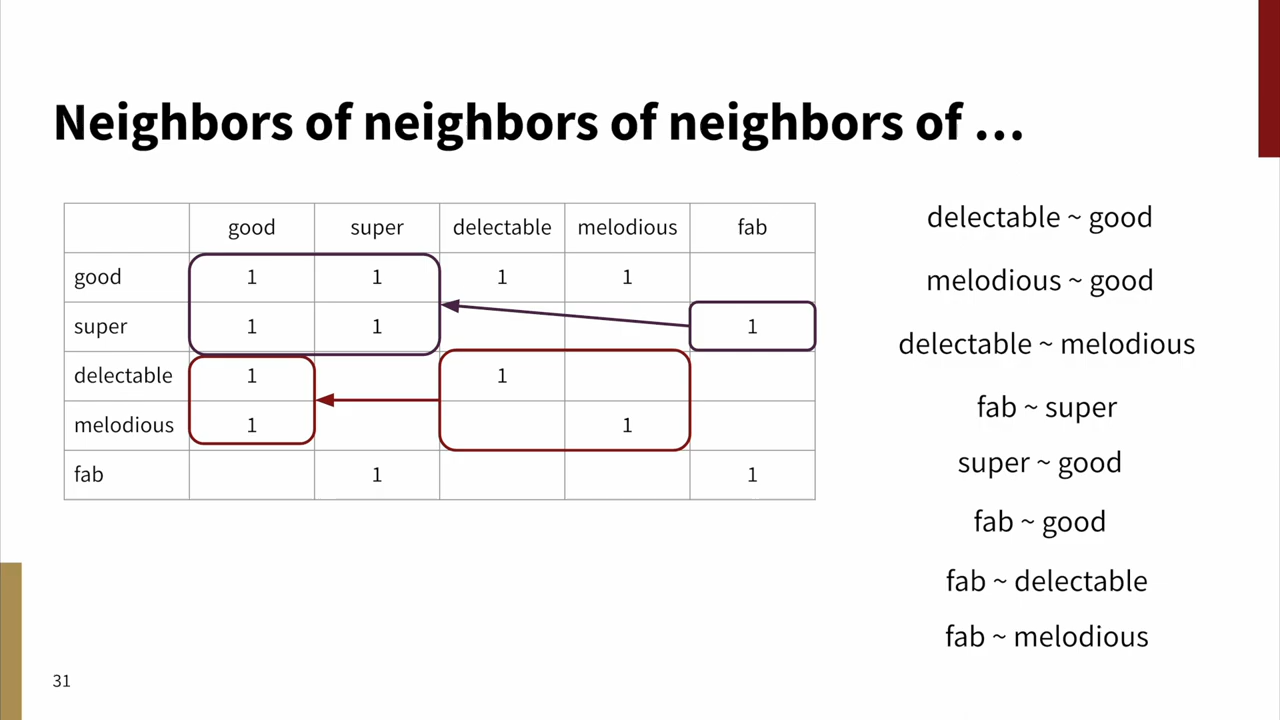 Neighbors of neighbors of neighbors of …
good super delectable melodious fab
good 1 1 1 1
super 1 1 1
delectable 1 1
melodious 1 1
fab 1 1
delectable ~ good
melodious ~ good
delectable ~ melodious
fab ~ super
super ~ good
fab ~ good
fab ~ delectable
fab ~ melodious
31